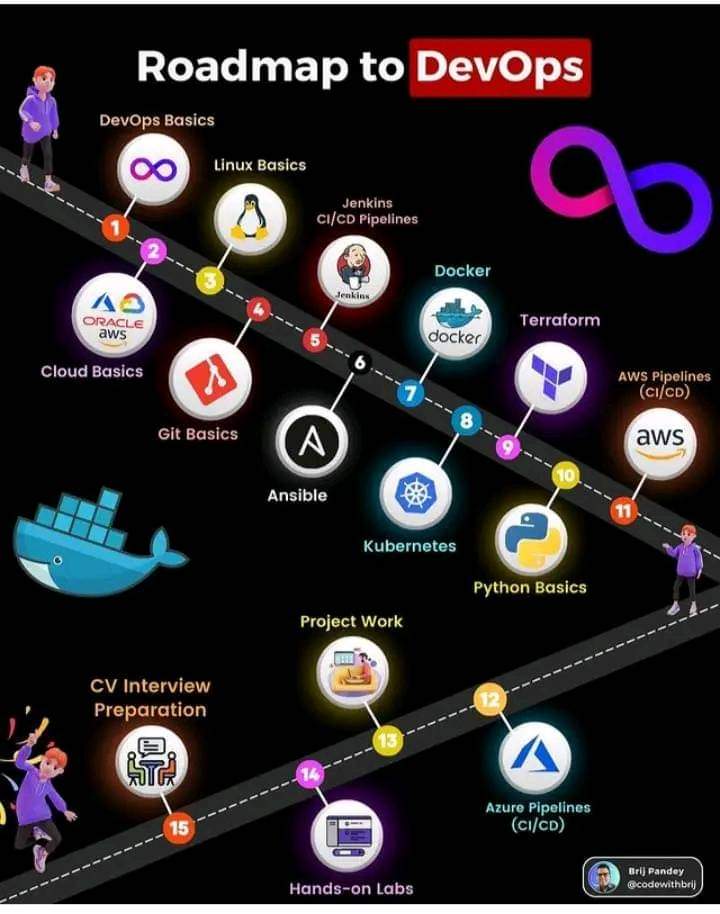 Roadmap to DevOps
DevOps Basics
1
2
ORACLE
aws
Cloud Basics
Linux Basics
3
4
Git Basics
Jenkins
CI/CD Pipelines
Jenkins
5
6
Ansible
Docker
docker
7
8
Kubernetes
Terraform
9
10
Python Basics
AWS Pipelines
(CI/CD)
aws
11
12
Azure Pipelines
(CI/CD)
Project Work
13
14
Hands-on Labs
CV Interview
Preparation
15
Brij Pandey
@codewithbrij